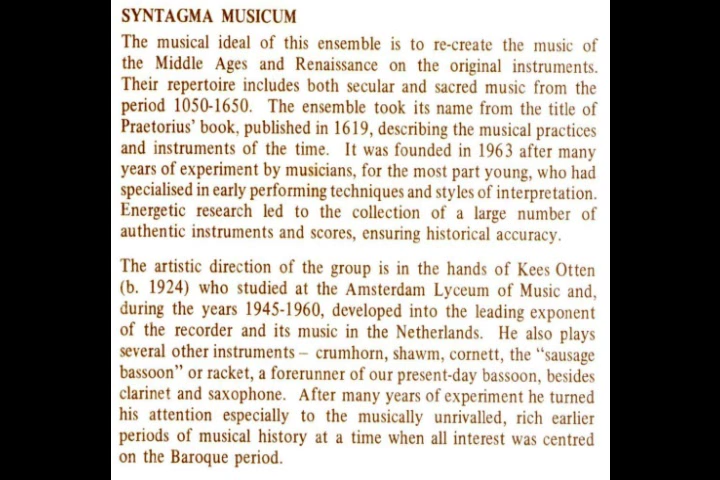 SYNTAGMA MUSICUM
The musical ideal of this ensemble is to re-create the music of
the Middle Ages and Renaissance on the original instruments.
Their repertoire includes both secular and sacred music from the
period 1050-1650. The ensemble took its name from the title of
Praetorius' book, published in 1619, describing the musical practices
and instruments of the time. It was founded in 1963 after many
years of experiment by musicians, for the most part young, who had
specialised in early performing techniques and styles of interpretation.
Energetic research led to the collection of a large number of
authentic instruments and scores, ensuring historical accuracy.
The artistic direction of the group is in the hands of Kees Otten
(b. 1924) who studied at the Amsterdam Lyceum of Music and,
during the years 1945-1960, developed into the leading exponent
of the recorder and its music in the Netherlands. He also plays
several other instruments – crumhorn, shawm, cornett, the “sausage
bassoon” or racket, a forerunner of our present-day bassoon, besides
clarinet and saxophone. After many years of experiment he turned
his attention especially to the musically unrivalled, rich earlier
periods of musical history at a time when all interest was centred
on the Baroque period.